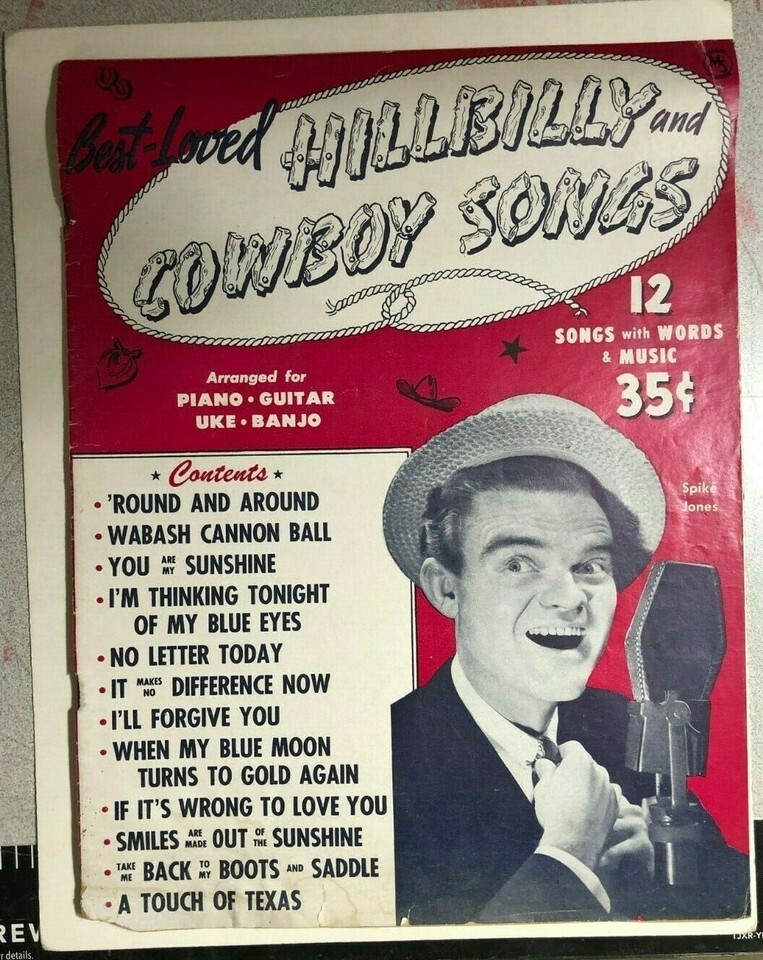 Best-Loved HILLBILLY and
COWBOY SONGS
12
SONGS with WORDS
& MUSIC
35¢
Arranged for
PIANO • GUITAR
UKE • BANJO
Spike
Jones
★ Contents ★
• 'ROUND AND AROUND
• WABASH CANNON BALL
• YOU ARE MY SUNSHINE
• I'M THINKING TONIGHT
OF MY BLUE EYES
• NO LETTER TODAY
• IT MAKES NO DIFFERENCE NOW
• I'LL FORGIVE YOU
• WHEN MY BLUE MOON
TURNS TO GOLD AGAIN
• IF IT'S WRONG TO LOVE YOU
• SMILES ARE MADE OUT OF THE SUNSHINE
• TAKE ME BACK TO MY BOOTS AND SADDLE
• A TOUCH OF TEXAS
r details.